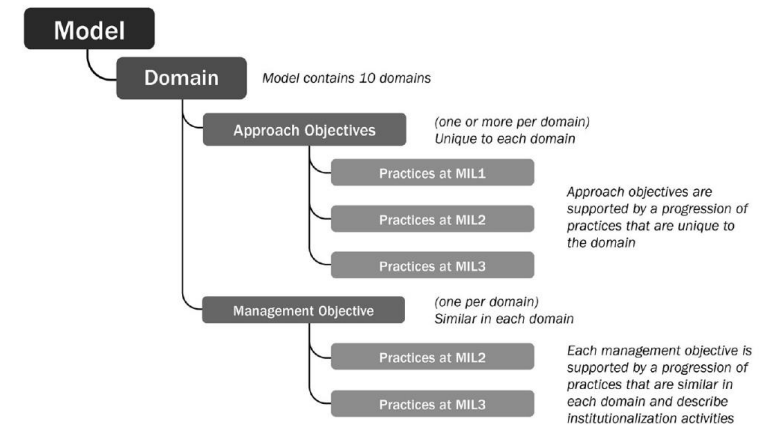 Model
Domain
Model contains 10 domains
Approach Objectives
(one or more per domain)
Unique to each domain
Practices at MIL1
Practices at MIL2
Practices at MIL3
Approach objectives are
supported by a progression of
practices that are unique to
the domain
Management Objective
(one per domain)
Similar in each domain
Practices at MIL2
Practices at MIL3
Each management objective is
supported by a progression of
practices that are similar in
each domain and describe
institutionalization activities